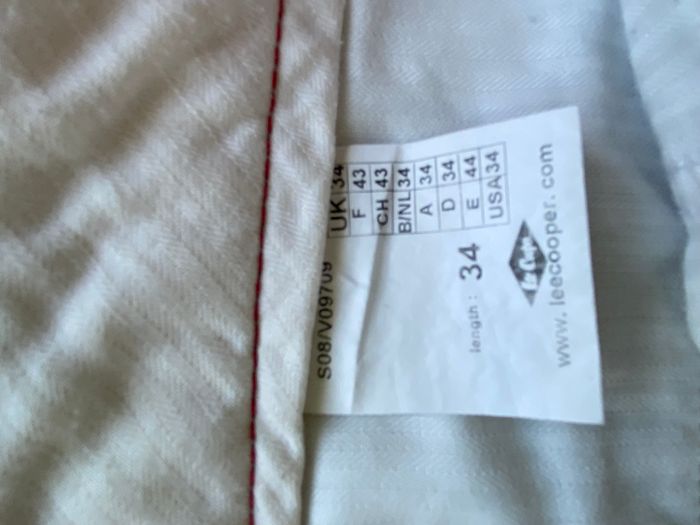 UK 34
F 43
CH 43
B/NL 34
A 34
D 34
E 44
USA 34
S08/V09709
length: 34
Lee Cooper
www.leecooper.com